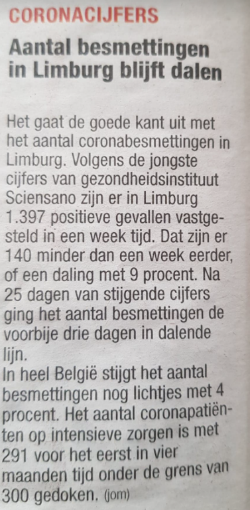 CORONACIJFERS
Aantal besmettingen
in Limburg blijft dalen
Het gaat de goede kant uit met
het aantal coronabesmettingen in
Limburg. Volgens de jongste
cijfers van gezondheidsinstituut
Sciensano zijn er in Limburg
1.397 positieve gevallen vastge-
steld in een week tijd. Dat zijn er
140 minder dan een week eerder,
of een daling met 9 procent. Na
25 dagen van stijgende cijfers
ging het aantal besmettingen de
voorbije drie dagen in dalende
lijn.
In heel België stijgt het aantal
besmettingen nog lichtjes met 4
procent. Het aantal coronapatiën-
ten op intensieve zorgen is met
291 voor het eerst in vier
maanden tijd onder de grens van
300 gedoken. (jom)